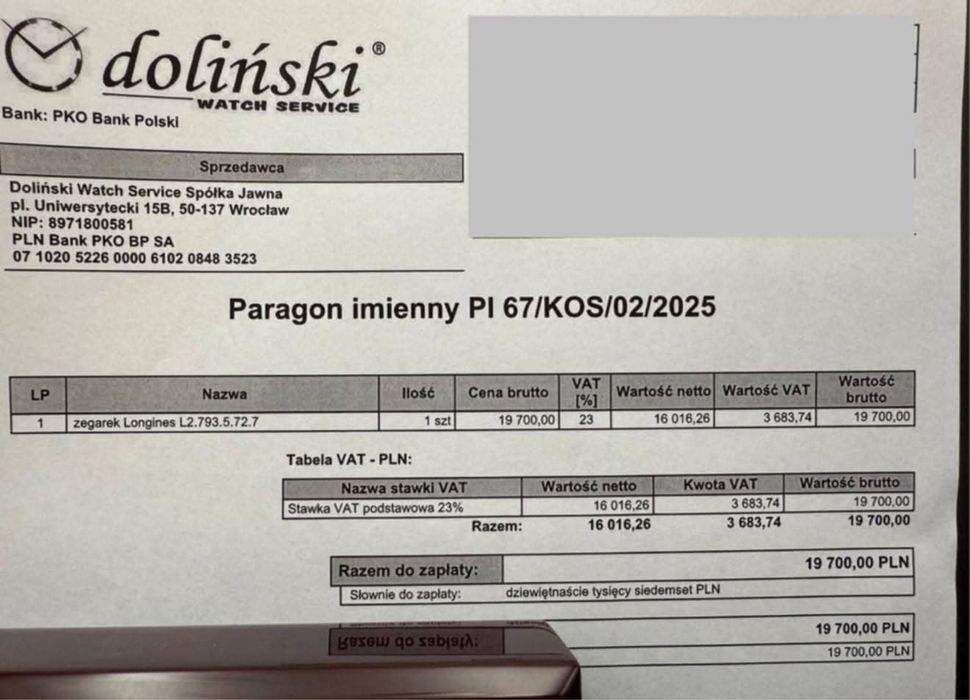 doliński®
WATCH SERVICE
Bank: PKO Bank Polski
Sprzedawca
Doliński Watch Service Spółka Jawna
pl. Uniwersytecki 15B, 50-137 Wrocław
NIP: 8971800581
PLN Bank PKO BP SA
07 1020 5226 0000 6102 0848 3523
Paragon imienny PI 67/KOS/02/2025
LP Nazwa Ilość Cena brutto VAT [%] Wartość netto Wartość VAT Wartość brutto
1 zegarek Longines L2.793.5.72.7 1 szt 19 700,00 23 16 016,26 3 683,74 19 700,00
Tabela VAT - PLN:
Nazwa stawki VAT Wartość netto Kwota VAT Wartość brutto
Stawka VAT podstawowa 23% 16 016,26 3 683,74 19 700,00
Razem: 16 016,26 3 683,74 19 700,00
Razem do zapłaty: 19 700,00 PLN
Słownie do zapłaty: dziewiętnaście tysięcy siedemset PLN
19 700,00 PLN
19 700,00 PLN